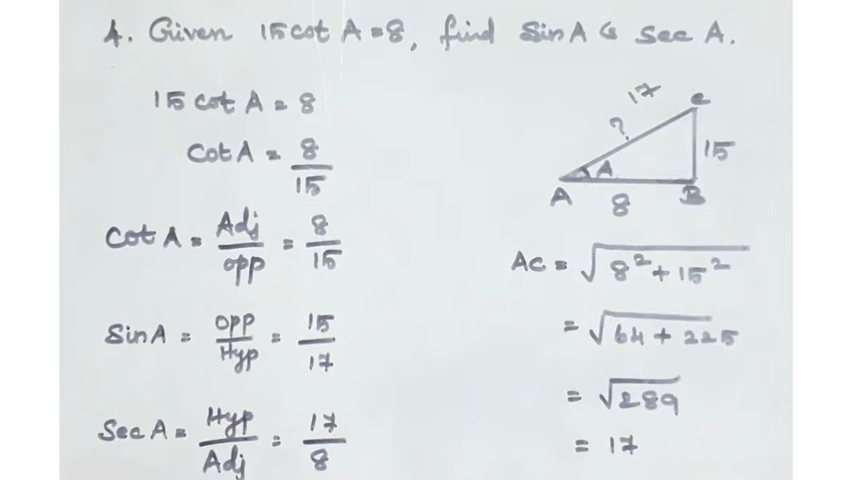 4. Given 15 cot A = 8, find Sin A & Sec A.
15 cot A = 8
Cot A = 8/15
Cot A = Adj/opp = 8/15
Sin A = opp/Hyp = 15/17
Sec A = Hyp/Adj = 17/8
17
C
?
15
A
A
B
8
AC = √8² + 15²
= √64 + 225
= √289
= 17